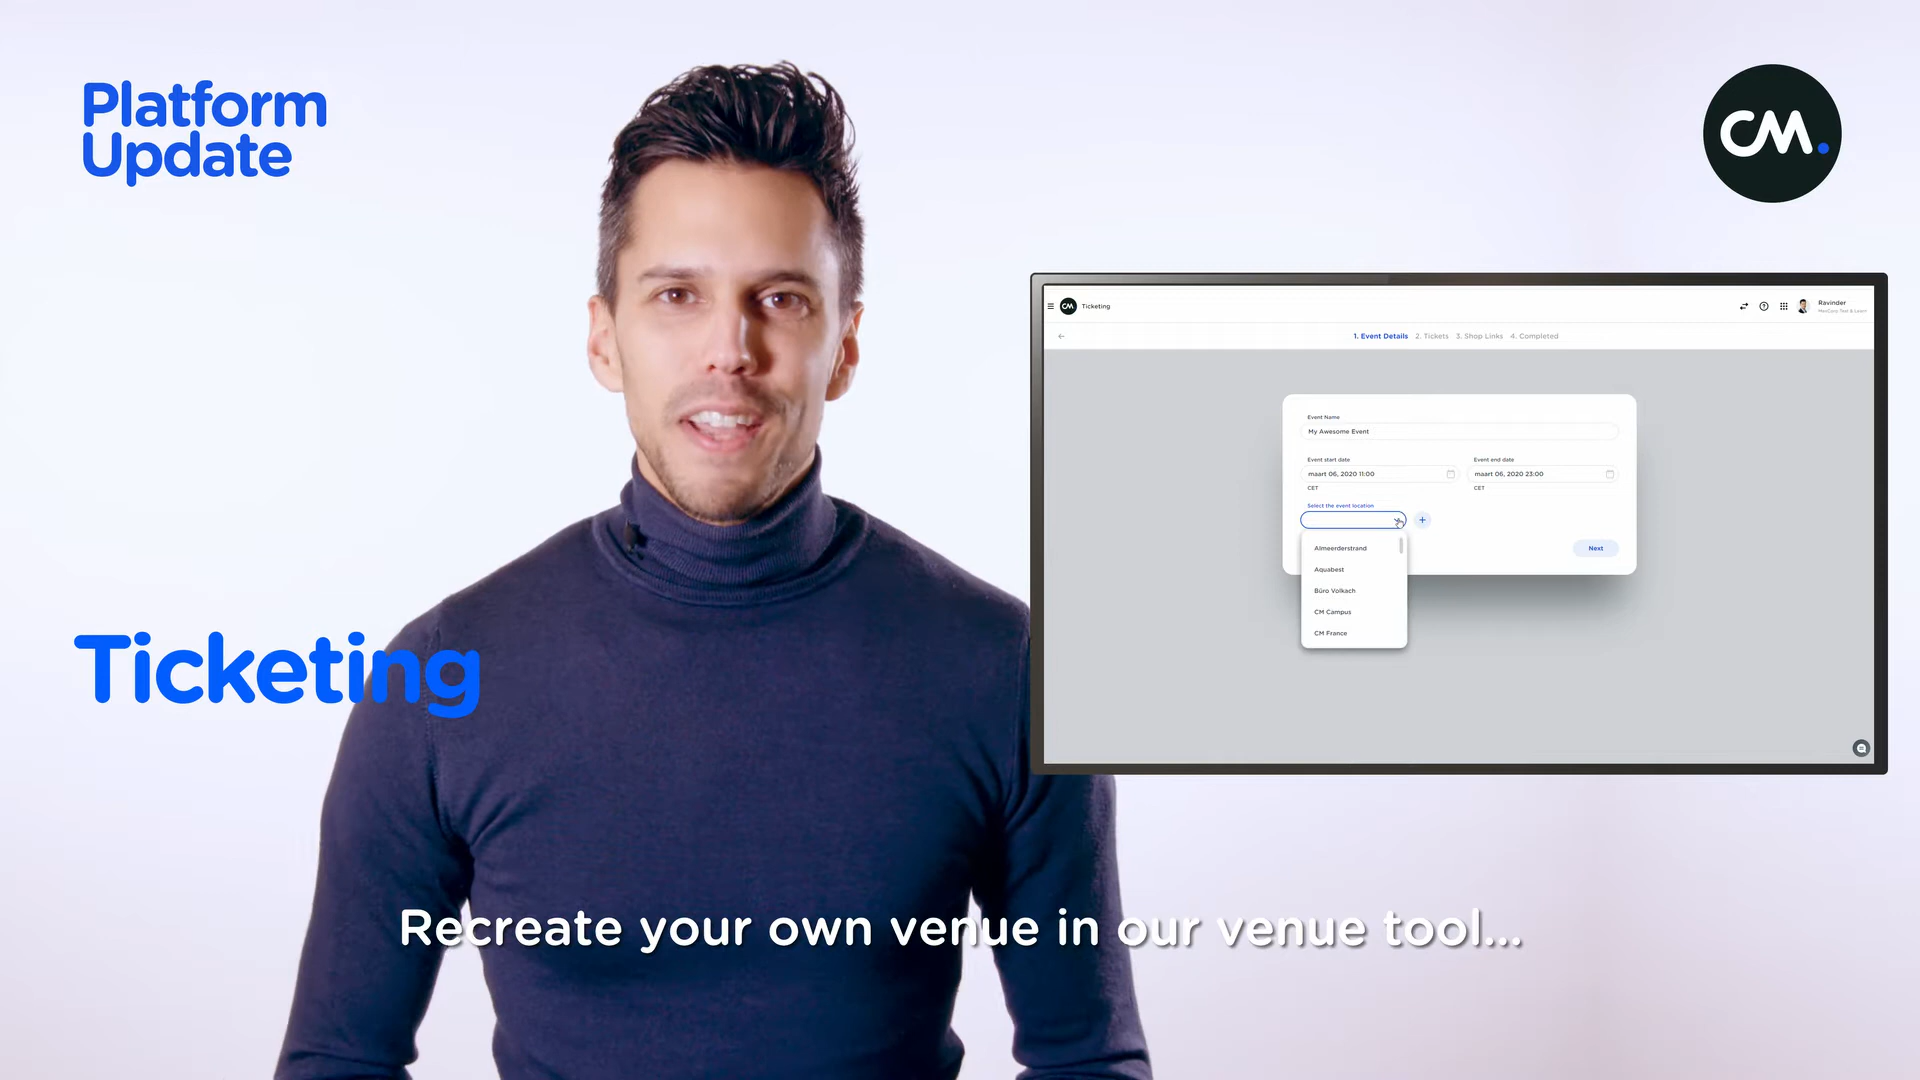 Platform
Update
CM.
CM Ticketing
Ravinder
1. Event Details 2. Tickets 3. Shop Links 4. Completed
Event Name
My Awesome Event
Event start date Event end date
maart 06, 2020 11:00 maart 06, 2020 23:00
CET CET
Select the event location
+
Next
Almeerderstrand
Aquabest
Büro Volkach
CM Campus
CM France
Ticketing
Recreate your own venue in our venue tool...